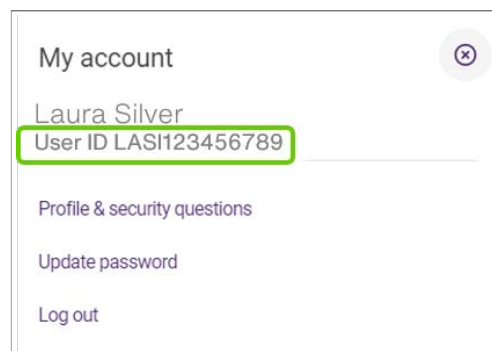 My account
Laura Silver
User ID LASI123456789
Profile & security questions
Update password
Log out